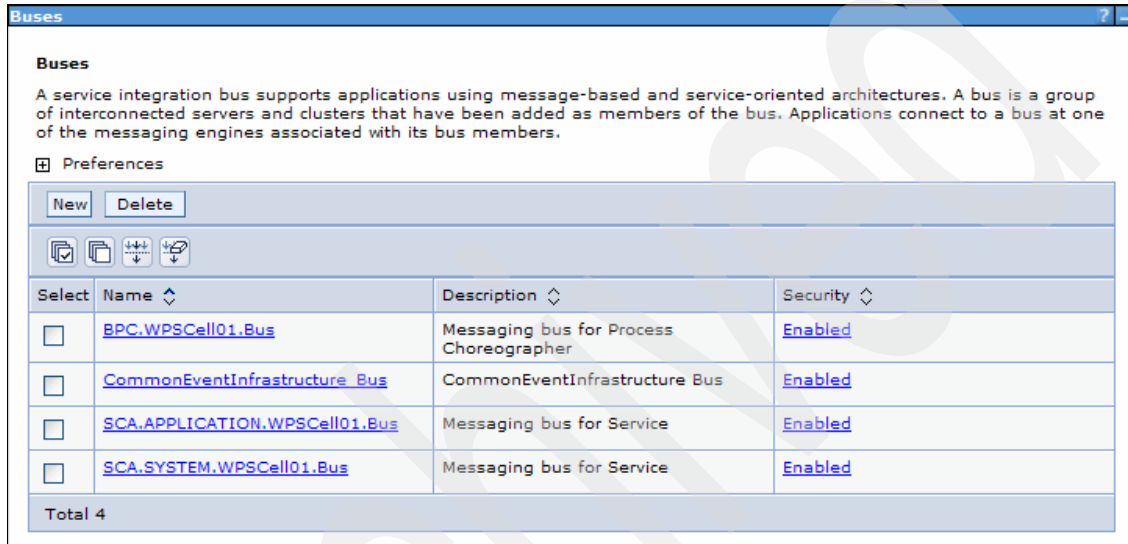 Buses
?
Buses
A service integration bus supports applications using message-based and service-oriented architectures. A bus is a group
of interconnected servers and clusters that have been added as members of the bus. Applications connect to a bus at one
of the messaging engines associated with its bus members.
Preferences
New Delete
Select Name Description Security
BPC.WPSCell01.Bus Messaging bus for Process Enabled
Choreographer
CommonEventInfrastructure_Bus CommonEventInfrastructure Bus Enabled
SCA.APPLICATION.WPSCell01.Bus Messaging bus for Service Enabled
SCA.SYSTEM.WPSCell01.Bus Messaging bus for Service Enabled
Total 4